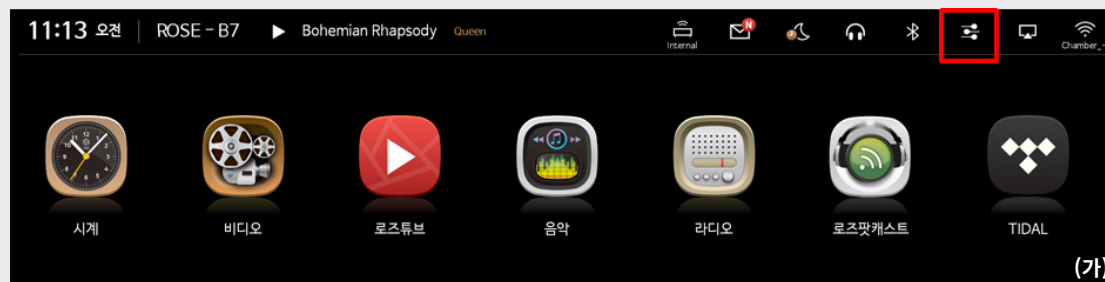 11:13 오전 ROSE - B7 Bohemian Rhapsody Queen Internal N
시계 비디오 로즈튜브 음악 라디오 로즈팟캐스트 TIDAL
(가)